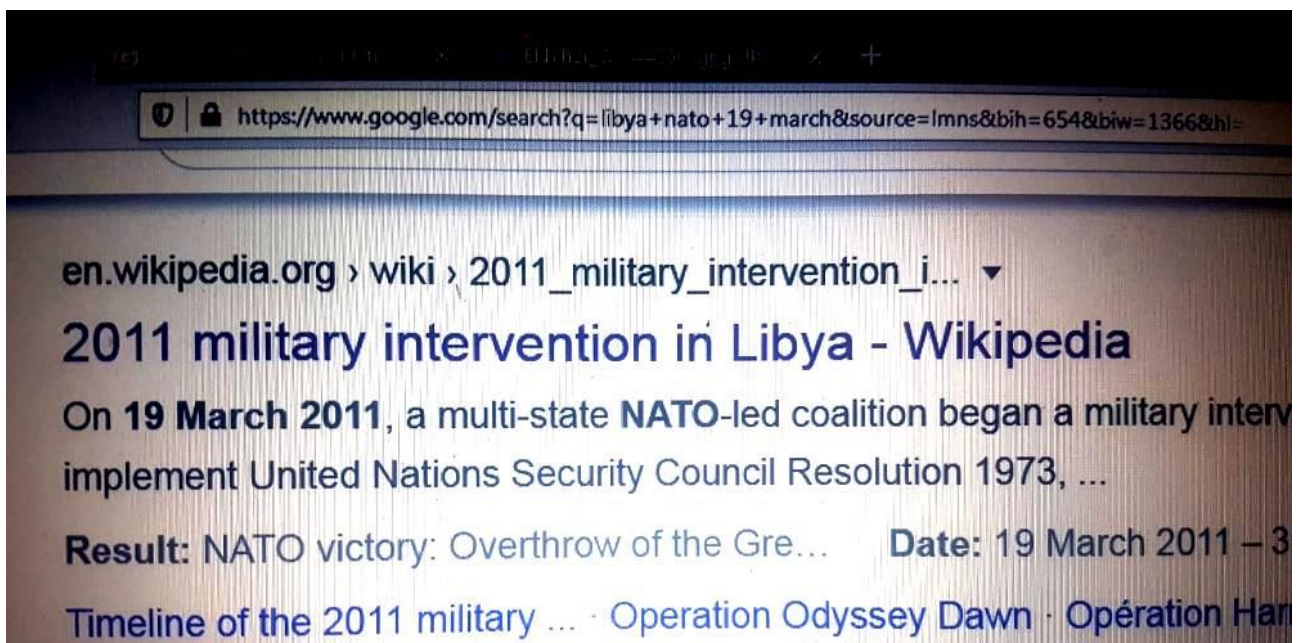 https://www.google.com/search?q=libya+nato+19+march&source=lmns&bih=654&biw=1366&hl=
en.wikipedia.org › wiki › 2011_military_intervention_i...
2011 military intervention in Libya - Wikipedia
On 19 March 2011, a multi-state NATO-led coalition began a military interv
implement United Nations Security Council Resolution 1973, ...
Result: NATO victory: Overthrow of the Gre... Date: 19 March 2011 – 3
Timeline of the 2011 military ... · Operation Odyssey Dawn · Opération Har